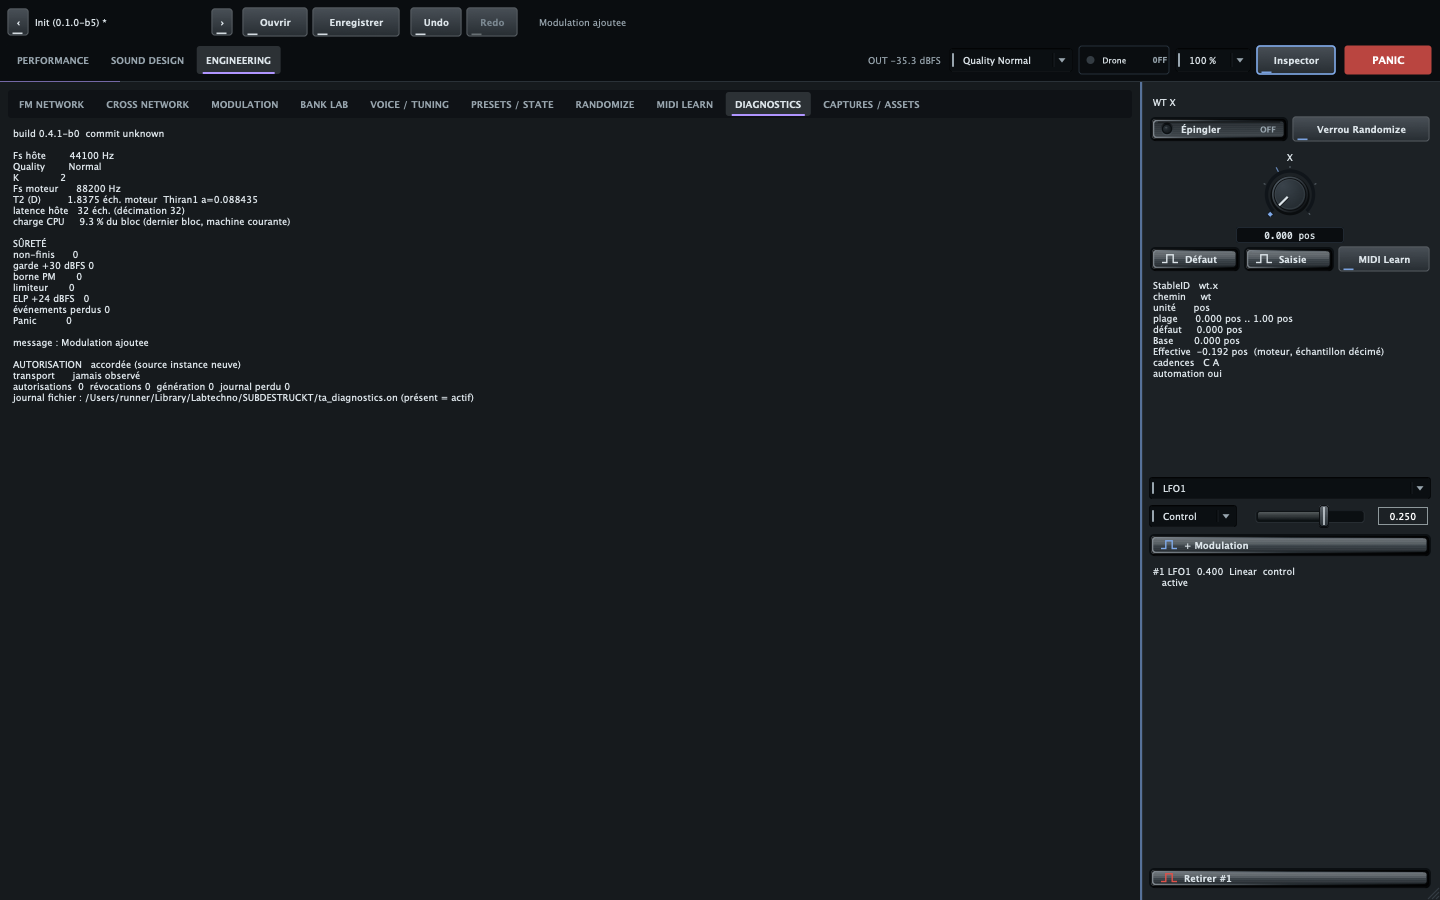 ‹ Init (0.1.0-b5) * › Ouvrir Enregistrer Undo Redo Modulation ajoutee
PERFORMANCE SOUND DESIGN ENGINEERING OUT -35.3 dBFS Quality Normal Drone OFF 100 % Inspector PANIC
FM NETWORK CROSS NETWORK MODULATION BANK LAB VOICE / TUNING PRESETS / STATE RANDOMIZE MIDI LEARN DIAGNOSTICS CAPTURES / ASSETS
build 0.4.1-b0 commit unknown
Fs hôte 44100 Hz
Quality Normal
K 2
Fs moteur 88200 Hz
T2 (D) 1.8375 éch. moteur Thiran1 a=0.088435
latence hôte 32 éch. (décimation 32)
charge CPU 9.3 % du bloc (dernier bloc, machine courante)
SÛRETÉ
non-finis 0
garde +30 dBFS 0
borne PM 0
limiteur 0
ELP +24 dBFS 0
événements perdus 0
Panic 0
message : Modulation ajoutee
AUTORISATION accordée (source instance neuve)
transport jamais observé
autorisations 0 révocations 0 génération 0 journal perdu 0
journal fichier : /Users/runner/Library/Labtechno/SUBDESTRUCKT/ta_diagnostics.on (présent = actif)
WT X
Épingler OFF Verrou Randomize
X
0.000 pos
Défaut Saisie MIDI Learn
StableID wt.x
chemin wt
unité pos
plage 0.000 pos .. 1.00 pos
défaut 0.000 pos
Base 0.000 pos
Effective -0.192 pos (moteur, échantillon décimé)
cadences C A
automation oui
LFO1
Control 0.250
+ Modulation
#1 LFO1 0.400 Linear control
active
Retirer #1